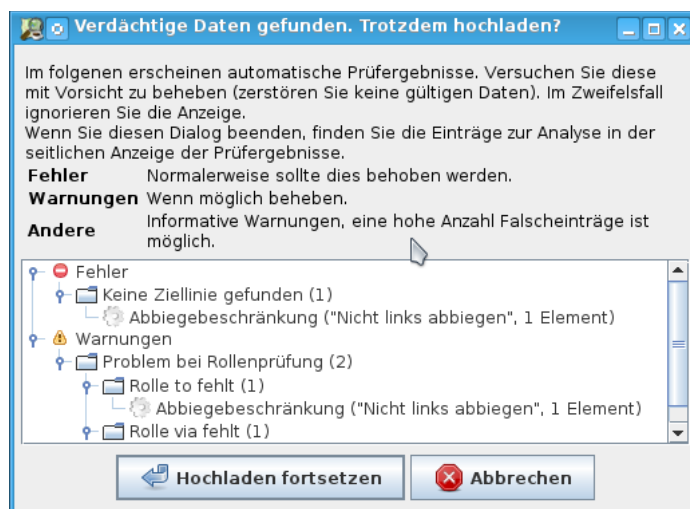 Verdächtige Daten gefunden. Trotzdem hochladen?
Im folgenen erscheinen automatische Prüfergebnisse. Versuchen Sie diese
mit Vorsicht zu beheben (zerstören Sie keine gültigen Daten). Im Zweifelsfall
ignorieren Sie die Anzeige.
Wenn Sie diesen Dialog beenden, finden Sie die Einträge zur Analyse in der
seitlichen Anzeige der Prüfergebnisse.
Fehler Normalerweise sollte dies behoben werden.
Warnungen Wenn möglich beheben.
Andere Informative Warnungen, eine hohe Anzahl Falscheinträge ist
möglich.
Fehler
Keine Ziellinie gefunden (1)
Abbiegebeschränkung ("Nicht links abbiegen", 1 Element)
Warnungen
Problem bei Rollenprüfung (2)
Rolle to fehlt (1)
Abbiegebeschränkung ("Nicht links abbiegen", 1 Element)
Rolle via fehlt (1)
Hochladen fortsetzen Abbrechen